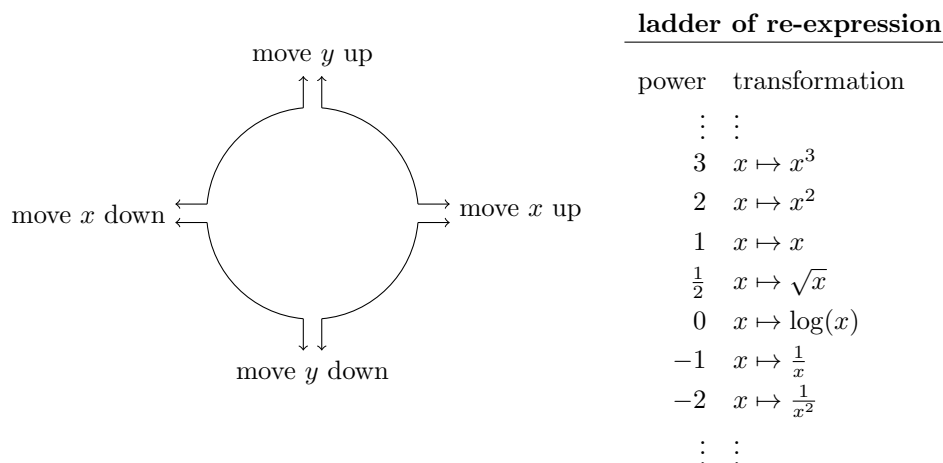 move y up
move x down
move x up
move y down
ladder of re-expression
power transformation
⋮ ⋮
3 x ↦ x³
2 x ↦ x²
1 x ↦ x
1/2 x ↦ √x
0 x ↦ log(x)
−1 x ↦ 1/x
−2 x ↦ 1/x²
⋮ ⋮